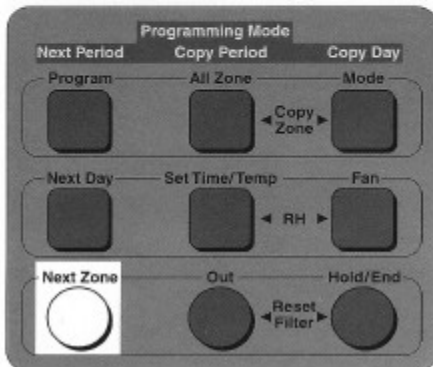 Programming Mode
Next Period Copy Period Copy Day
Program All Zone Mode
Copy
Zone
Next Day Set Time/Temp Fan
RH
Next Zone Out Hold/End
Reset
Filter